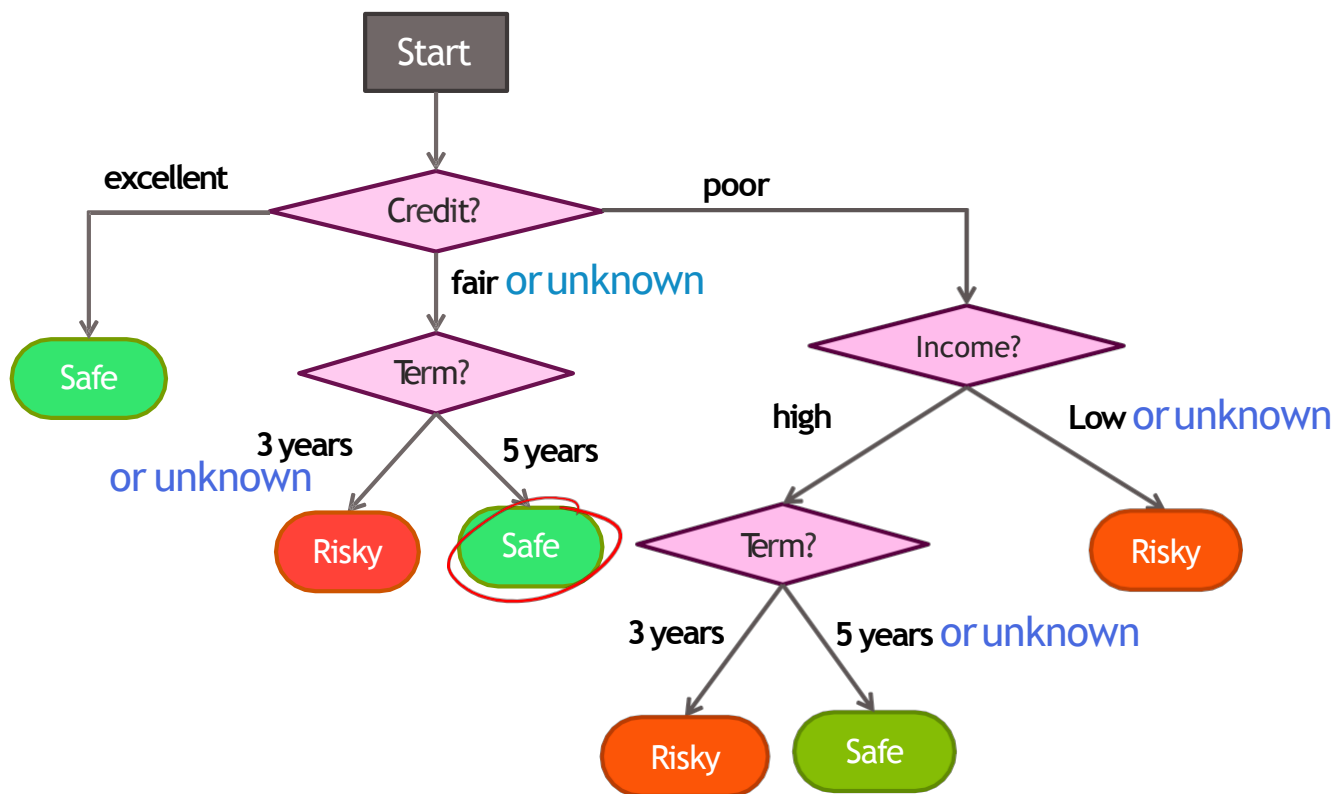 Start
excellent
poor
Credit?
fair or unknown
Income?
Safe
Term?
high
Low or unknown
3 years
5 years
or unknown
Risky
Safe
Term?
Risky
3 years
5 years or unknown
Risky
Safe